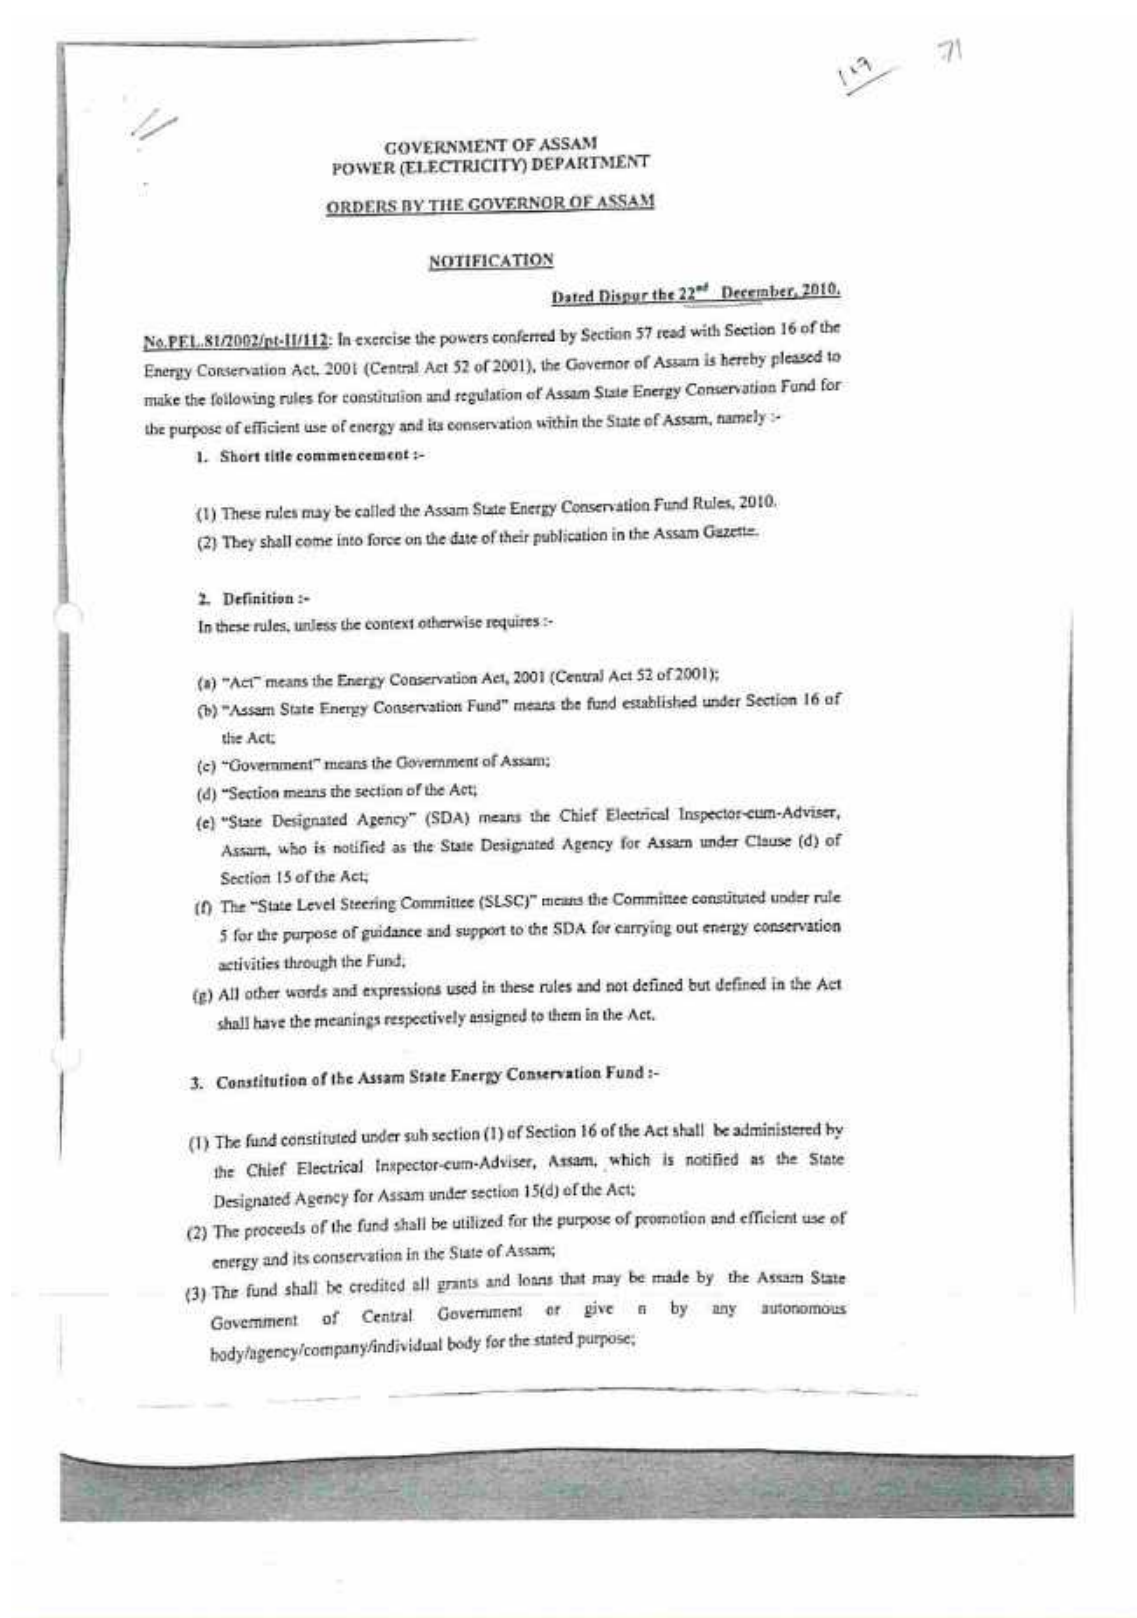 119
71
GOVERNMENT OF ASSAM
POWER (ELECTRICITY) DEPARTMENT
ORDERS BY THE GOVERNOR OF ASSAM
NOTIFICATION
Dated Dispur the 22nd December, 2010.
No.PEL.81/2002/pt-II/112: In exercise the powers conferred by Section 57 read with Section 16 of the
Energy Conservation Act, 2001 (Central Act 52 of 2001), the Governor of Assam is hereby pleased to
make the following rules for constitution and regulation of Assam State Energy Conservation Fund for
the purpose of efficient use of energy and its conservation within the State of Assam, namely :-
1. Short title commencement :-
(1) These rules may be called the Assam State Energy Conservation Fund Rules, 2010.
(2) They shall come into force on the date of their publication in the Assam Gazette.
2. Definition :-
In these rules, unless the context otherwise requires :-
(a) "Act" means the Energy Conservation Act, 2001 (Central Act 52 of 2001);
(b) "Assam State Energy Conservation Fund" means the fund established under Section 16 of
the Act;
(c) "Government" means the Government of Assam;
(d) "Section means the section of the Act;
(e) "State Designated Agency" (SDA) means the Chief Electrical Inspector-cum-Adviser,
Assam, who is notified as the State Designated Agency for Assam under Clause (d) of
Section 15 of the Act;
(f) The "State Level Steering Committee (SLSC)" means the Committee constituted under rule
5 for the purpose of guidance and support to the SDA for carrying out energy conservation
activities through the Fund;
(g) All other words and expressions used in these rules and not defined but defined in the Act
shall have the meanings respectively assigned to them in the Act.
3. Constitution of the Assam State Energy Conservation Fund :-
(1) The fund constituted under sub section (1) of Section 16 of the Act shall be administered by
the Chief Electrical Inspector-cum-Adviser, Assam, which is notified as the State
Designated Agency for Assam under section 15(d) of the Act;
(2) The proceeds of the fund shall be utilized for the purpose of promotion and efficient use of
energy and its conservation in the State of Assam;
(3) The fund shall be credited all grants and loans that may be made by the Assam State
Government of Central Government or give n by any autonomous
body/agency/company/individual body for the stated purpose;